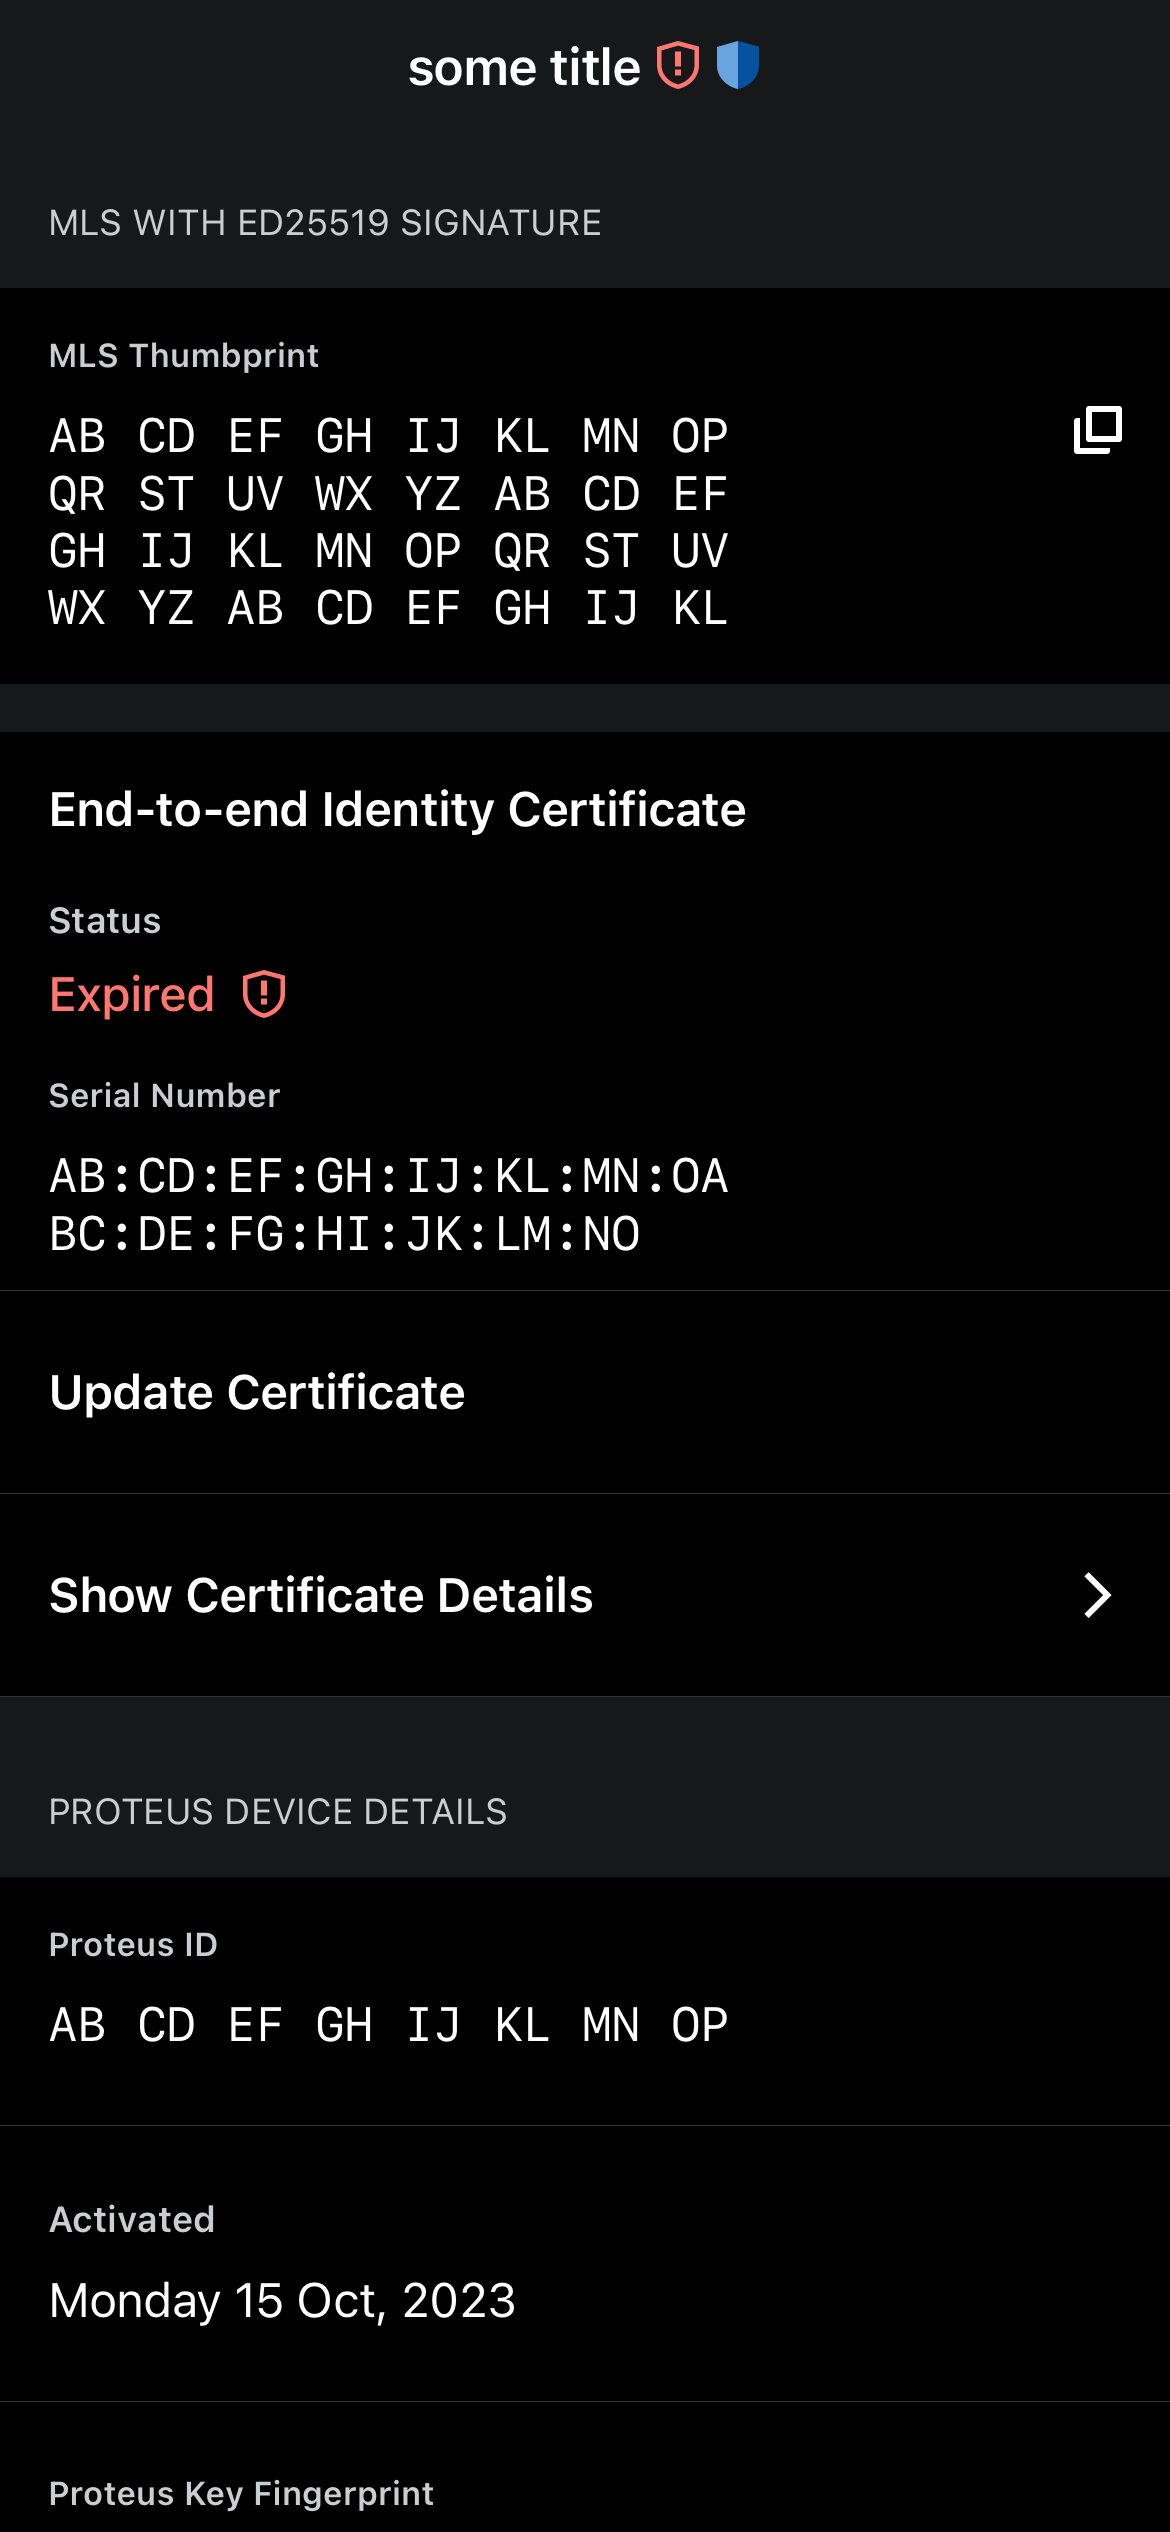 some title
MLS WITH ED25519 SIGNATURE
MLS Thumbprint
AB CD EF GH IJ KL MN OP
QR ST UV WX YZ AB CD EF
GH IJ KL MN OP QR ST UV
WX YZ AB CD EF GH IJ KL
End-to-end Identity Certificate
Status
Expired
Serial Number
AB:CD:EF:GH:IJ:KL:MN:OA
BC:DE:FG:HI:JK:LM:NO
Update Certificate
Show Certificate Details
PROTEUS DEVICE DETAILS
Proteus ID
AB CD EF GH IJ KL MN OP
Activated
Monday 15 Oct, 2023
Proteus Key Fingerprint